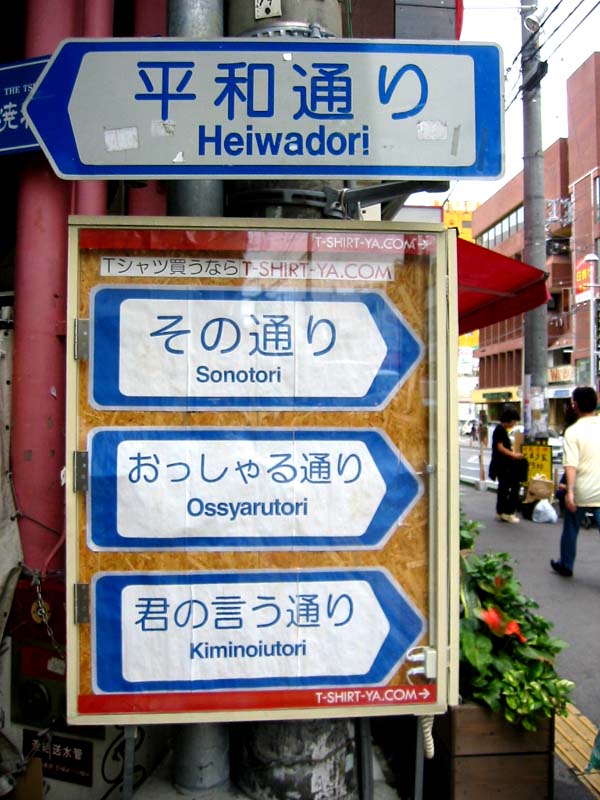 THE TS
平和通り
Heiwadori
T-SHIRT-YA.COM→
Tシャツ買うなら T-SHIRT-YA.COM
その通り
Sonotori
おっしゃる通り
Ossyarutori
君の言う通り
Kiminoiutori
T-SHIRT-YA.COM→